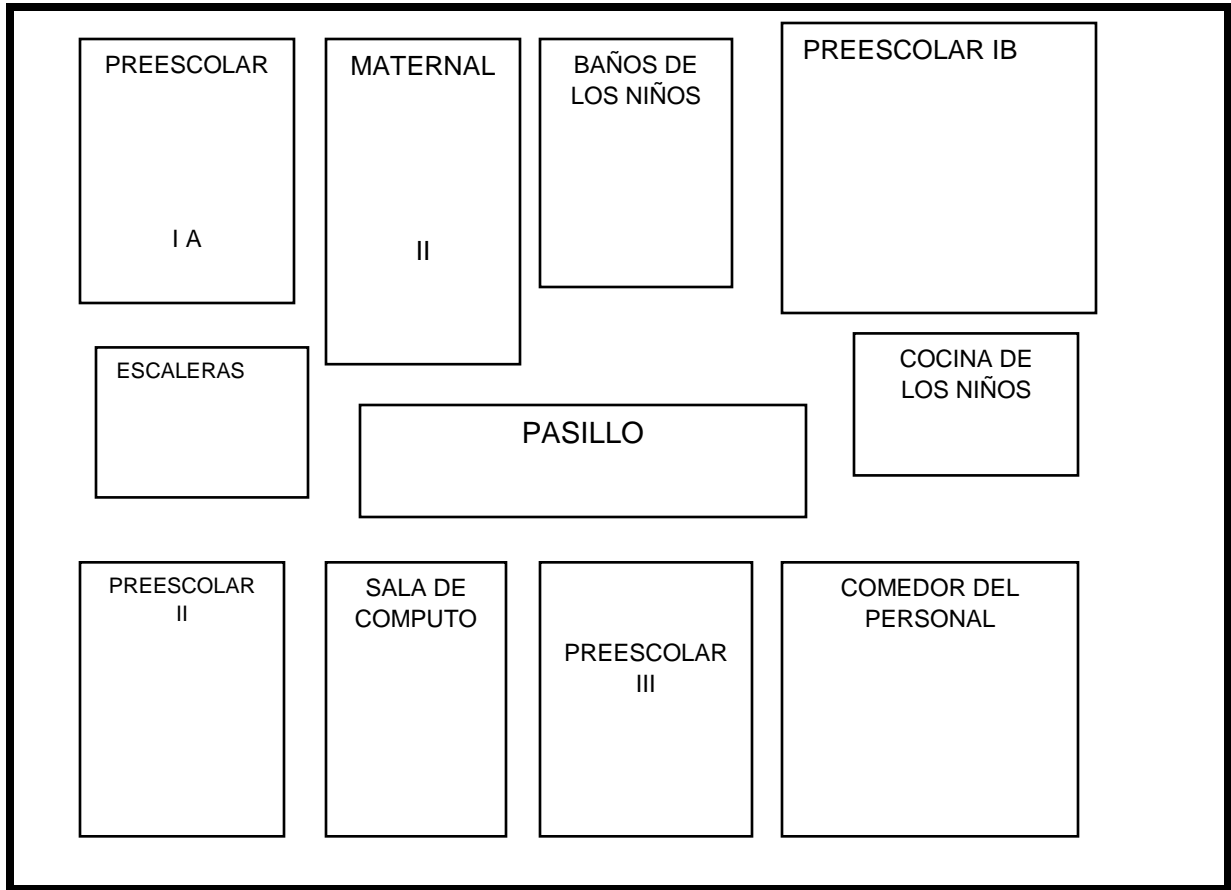 PREESCOLAR
I A
MATERNAL
II
BAÑOS DE
LOS NIÑOS
PREESCOLAR IB
ESCALERAS
PASILLO
COCINA DE
LOS NIÑOS
PREESCOLAR
II
SALA DE
COMPUTO
PREESCOLAR
III
COMEDOR DEL
PERSONAL